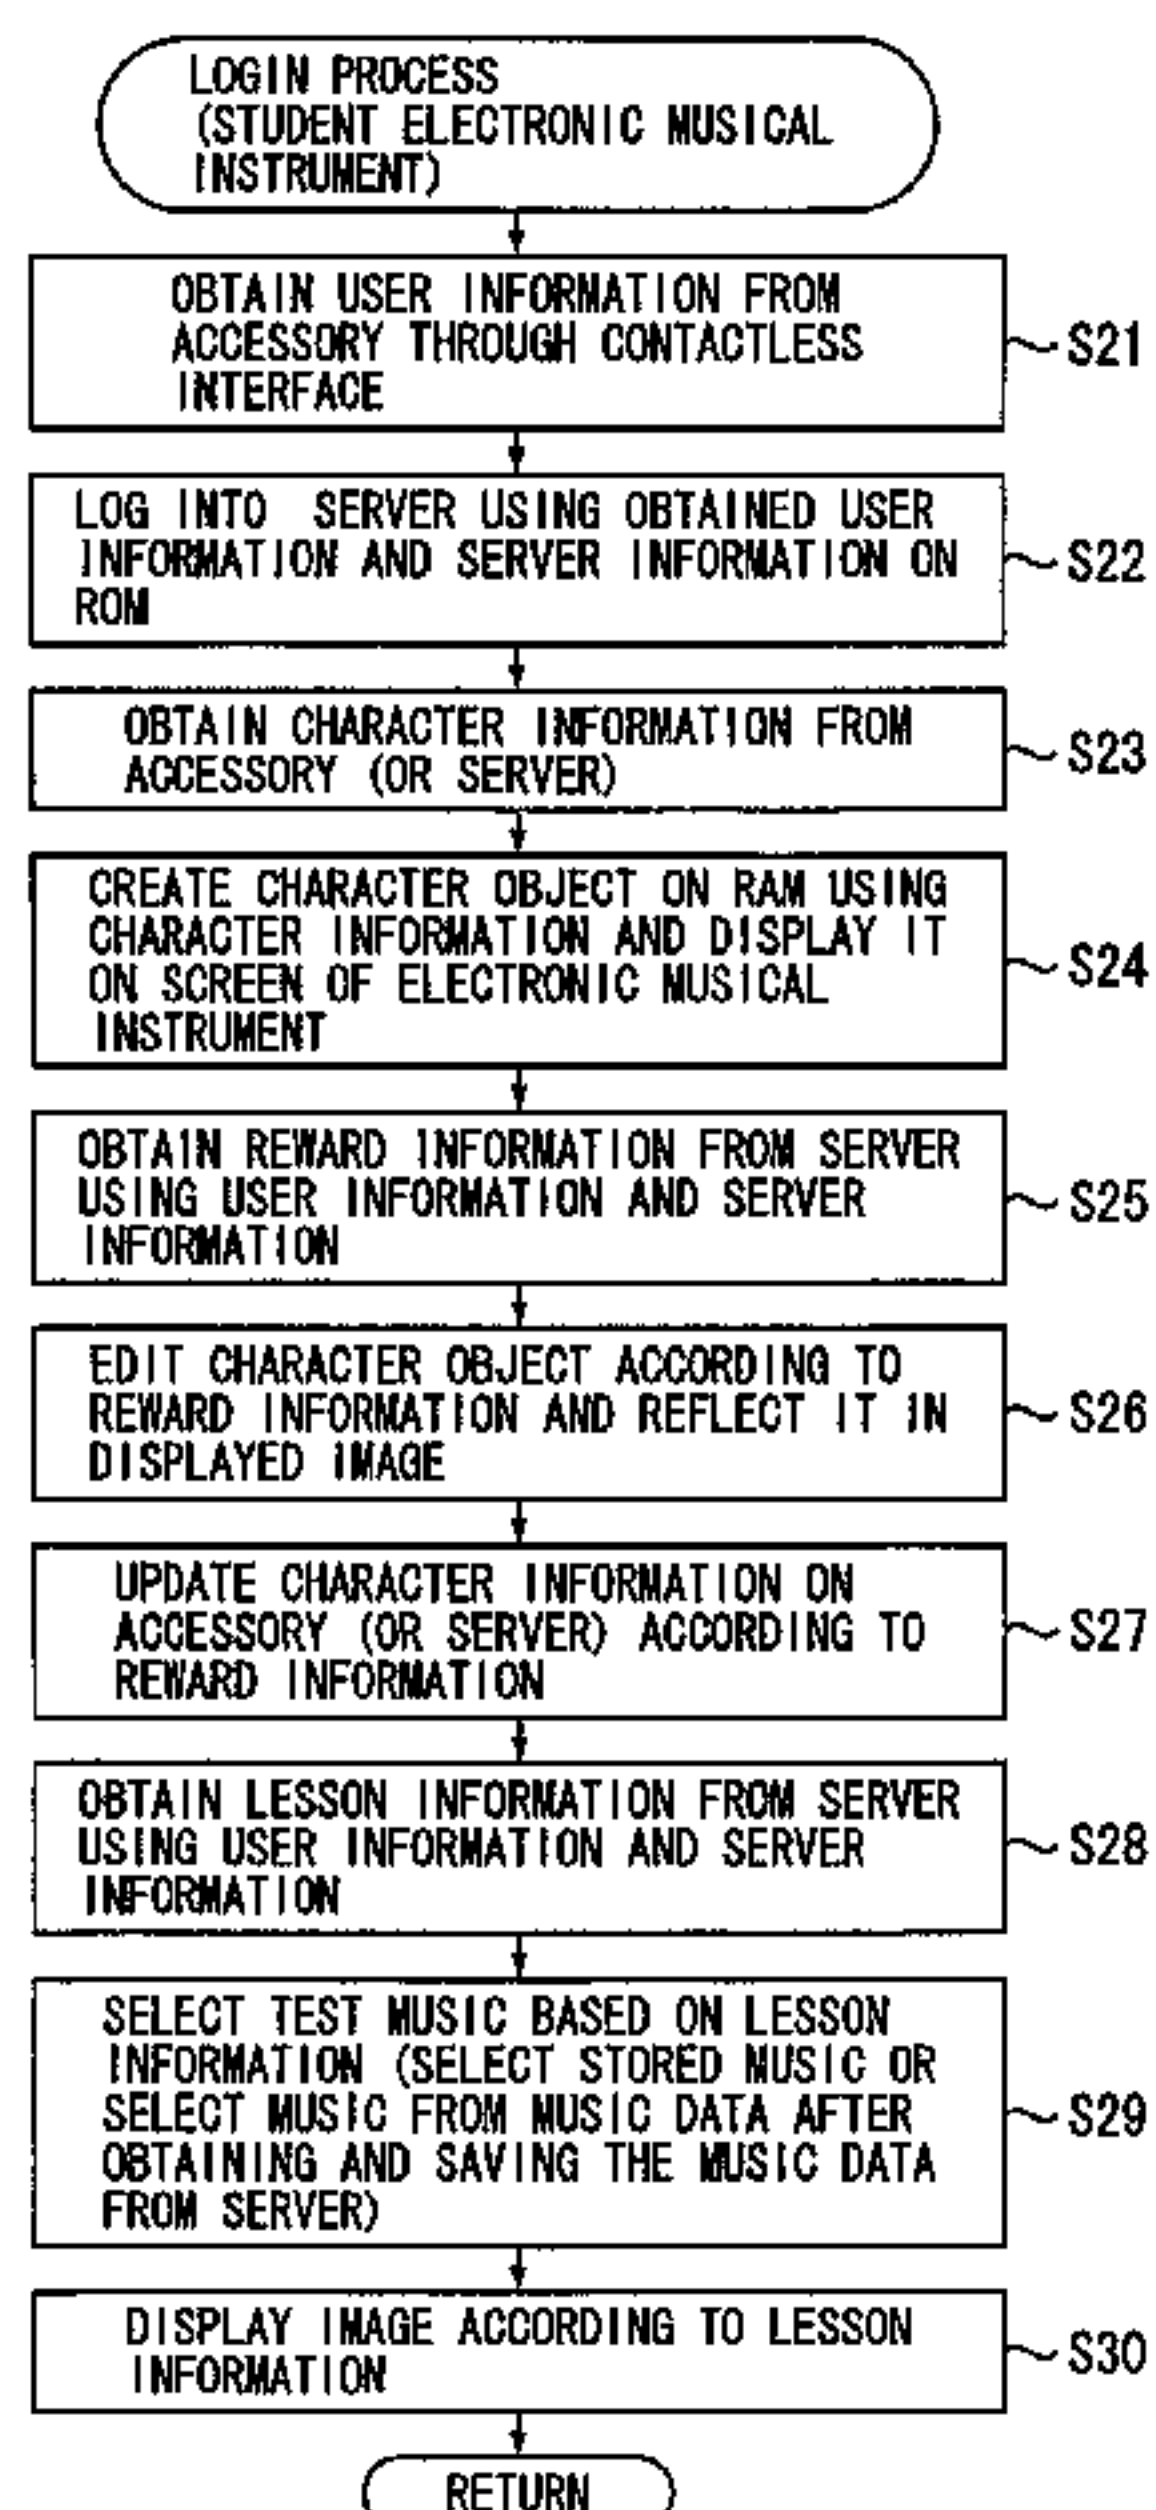 LOGIN PROCESS
(STUDENT ELECTRONIC MUSICAL
INSTRUMENT)
OBTAIN USER INFORMATION FROM
ACCESSORY THROUGH CONTACTLESS
INTERFACE
S21
LOG INTO SERVER USING OBTAINED USER
INFORMATION AND SERVER INFORMATION ON
ROM
S22
OBTAIN CHARACTER INFORMATION FROM
ACCESSORY (OR SERVER)
S23
CREATE CHARACTER OBJECT ON RAM USING
CHARACTER INFORMATION AND DISPLAY IT
ON SCREEN OF ELECTRONIC MUSICAL
INSTRUMENT
S24
OBTAIN REWARD INFORMATION FROM SERVER
USING USER INFORMATION AND SERVER
INFORMATION
S25
EDIT CHARACTER OBJECT ACCORDING TO
REWARD INFORMATION AND REFLECT IT IN
DISPLAYED IMAGE
S26
UPDATE CHARACTER INFORMATION ON
ACCESSORY (OR SERVER) ACCORDING TO
REWARD INFORMATION
S27
OBTAIN LESSON INFORMATION FROM SERVER
USING USER INFORMATION AND SERVER
INFORMATION
S28
SELECT TEST MUSIC BASED ON LESSON
INFORMATION (SELECT STORED MUSIC OR
SELECT MUSIC FROM MUSIC DATA AFTER
OBTAINING AND SAVING THE MUSIC DATA
FROM SERVER)
S29
DISPLAY IMAGE ACCORDING TO LESSON
INFORMATION
S30
RETURN